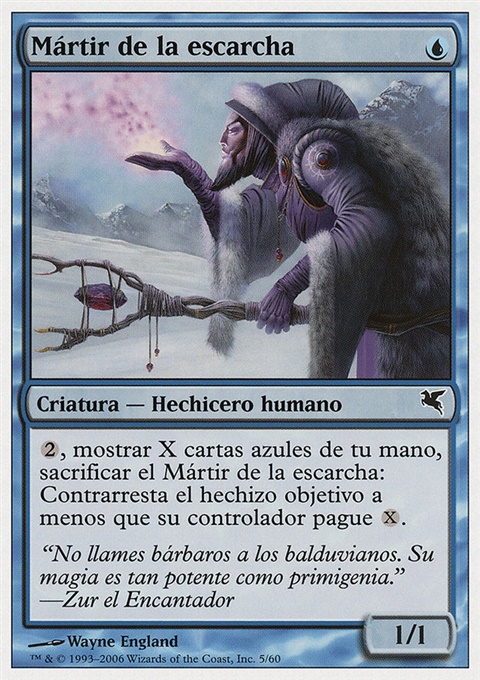 Mártir de la escarcha
Criatura — Hechicero humano
2, mostrar X cartas azules de tu mano,
sacrificar el Mártir de la escarcha:
Contrarresta el hechizo objetivo a
menos que su controlador pague X.
“No llames bárbaros a los balduvianos. Su
magia es tan potente como primigenia.”
—Zur el Encantador
Wayne England
1/1
™ & © 1993–2006 Wizards of the Coast, Inc. 5/60